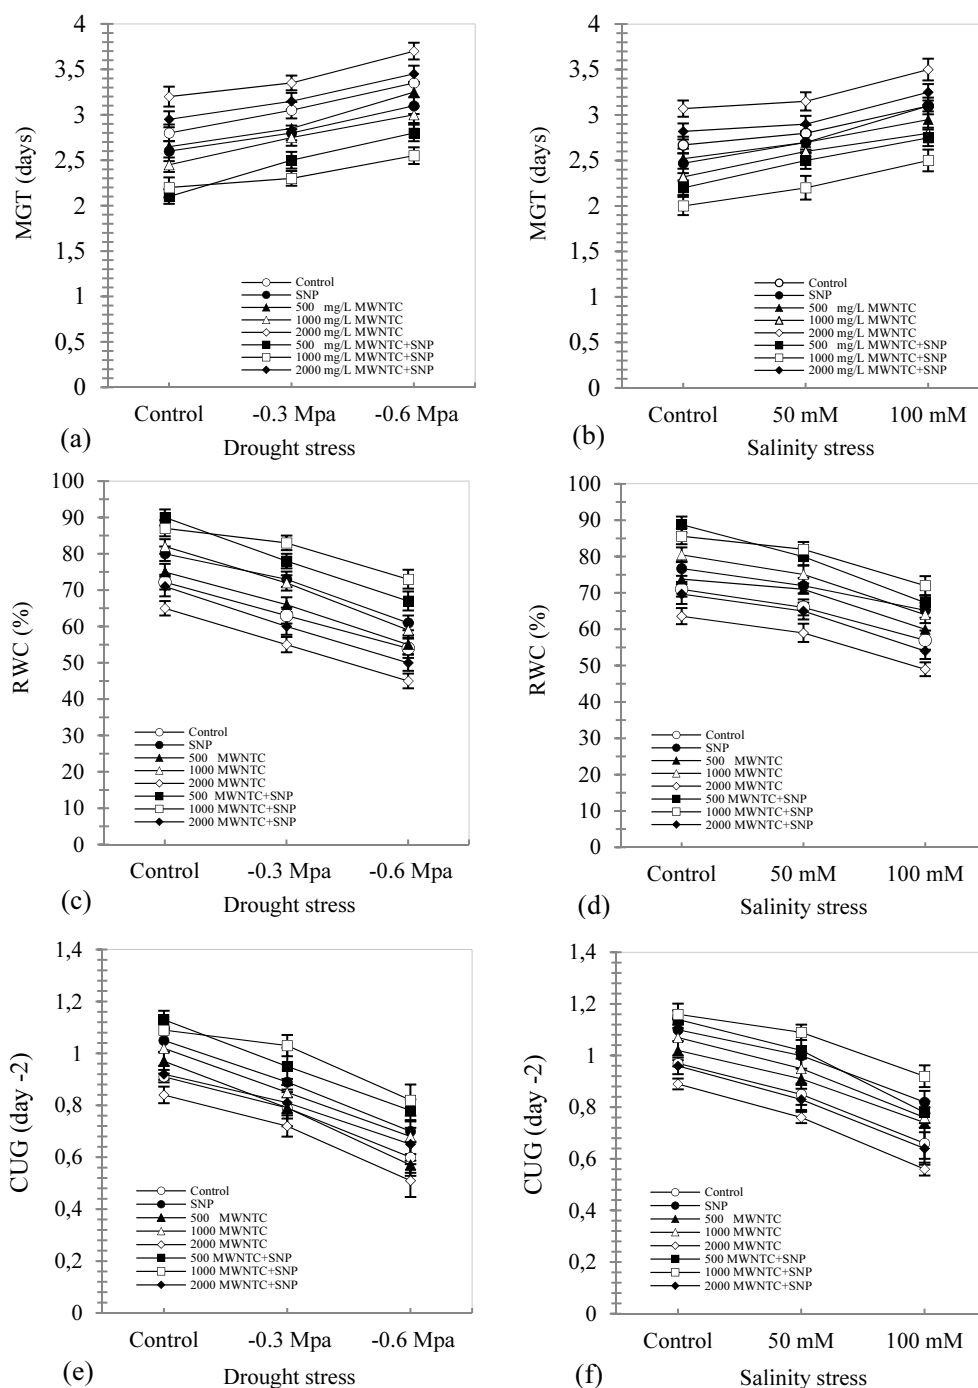 4
3,5
3
2,5
2
1,5
1
0,5
0
MGT (days)
Control
SNP
500 mg/L MWNTC
1000 mg/L MWNTC
2000 mg/L MWNTC
500 mg/L MWNTC+SNP
1000 mg/L MWNTC+SNP
2000 mg/L MWNTC+SNP
Control -0.3 Mpa -0.6 Mpa
(a)
Drought stress
4
3,5
3
2,5
2
1,5
1
0,5
0
MGT (days)
Control
SNP
500 mg/L MWNTC
1000 mg/L MWNTC
2000 mg/L MWNTC
500 mg/L MWNTC+SNP
1000 mg/L MWNTC+SNP
2000 mg/L MWNTC+SNP
Control 50 mM 100 mM
(b)
Salinity stress
100
90
80
70
60
50
40
30
20
10
0
RWC (%)
Control
SNP
500 MWNTC
1000 MWNTC
2000 MWNTC
500 MWNTC+SNP
1000 MWNTC+SNP
2000 MWNTC+SNP
Control -0.3 Mpa -0.6 Mpa
(c)
Drought stress
100
90
80
70
60
50
40
30
20
10
0
RWC (%)
Control
SNP
500 MWNTC
1000 MWNTC
2000 MWNTC
500 MWNTC+SNP
1000 MWNTC+SNP
2000 MWNTC+SNP
Control 50 mM 100 mM
(d)
Salinity stress
1,4
1,2
1
0,8
0,6
0,4
0,2
0
CUG (day -2)
Control
SNP
500 MWNTC
1000 MWNTC
2000 MWNTC
500 MWNTC+SNP
1000 MWNTC+SNP
2000 MWNTC+SNP
Control -0.3 Mpa -0.6 Mpa
(e)
Drought stress
1,4
1,2
1
0,8
0,6
0,4
0,2
0
CUG (day -2)
Control
SNP
500 MWNTC
1000 MWNTC
2000 MWNTC
500 MWNTC+SNP
1000 MWNTC+SNP
2000 MWNTC+SNP
Control 50 mM 100 mM
(f)
Salinity stress